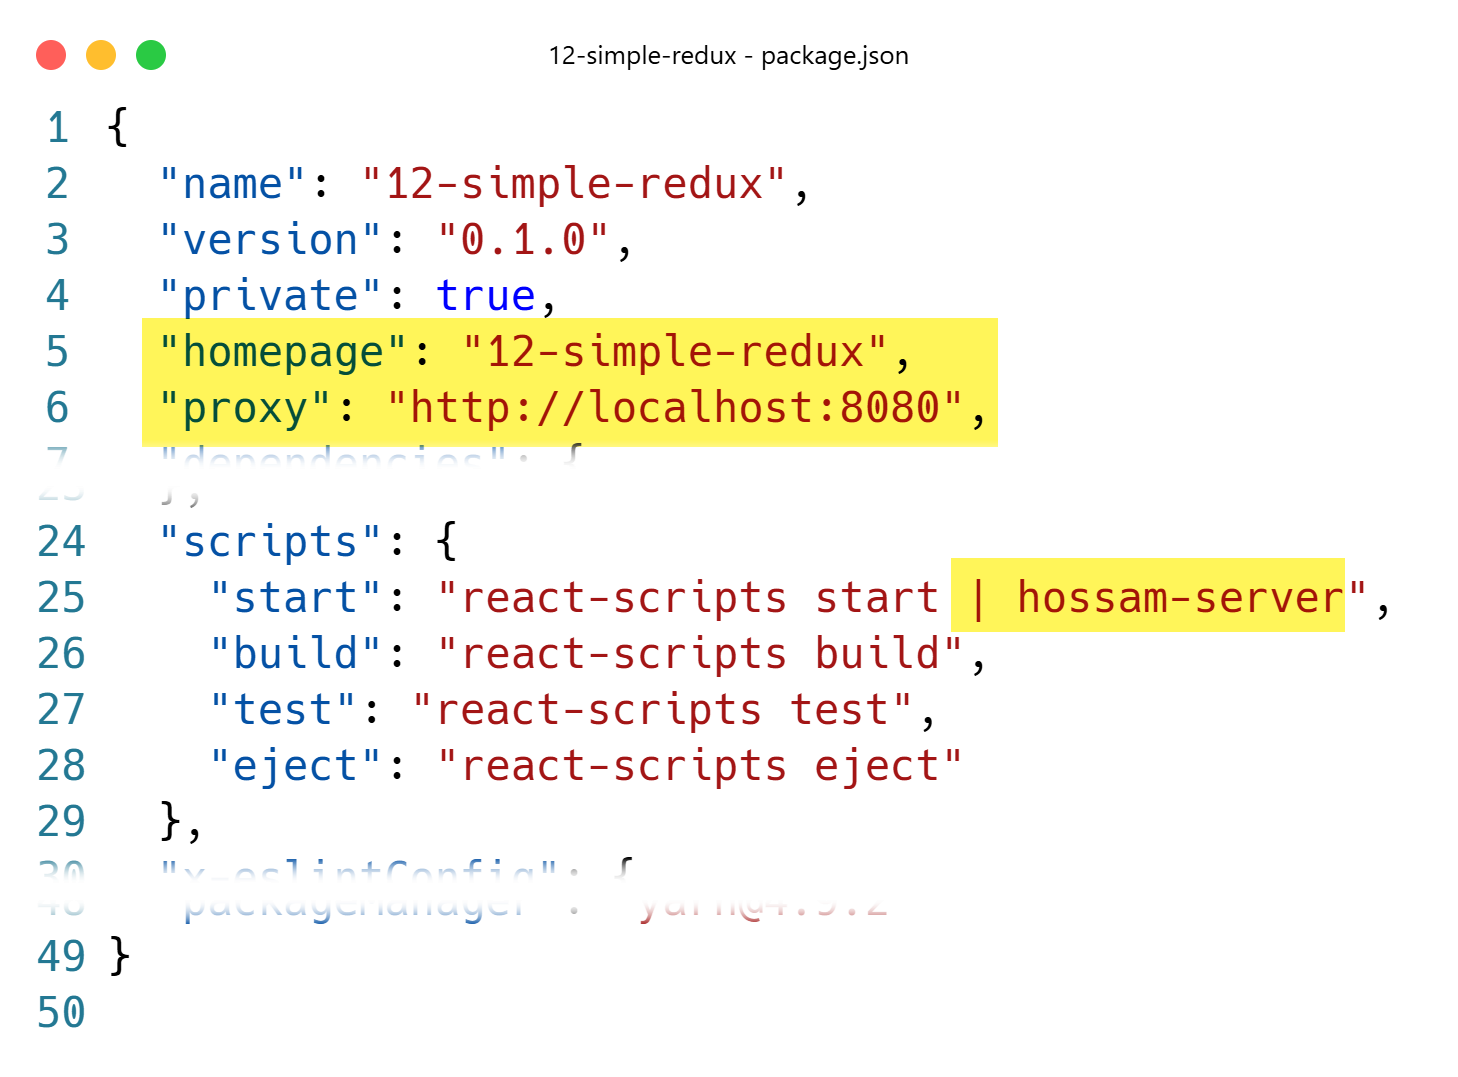 12-simple-redux - package.json
1 {
2 "name": "12-simple-redux",
3 "version": "0.1.0",
4 "private": true,
5 "homepage": "12-simple-redux",
6 "proxy": "http://localhost:8080",
7 "dependencies": {
23 },
24 "scripts": {
25 "start": "react-scripts start | hossam-server",
26 "build": "react-scripts build",
27 "test": "react-scripts test",
28 "eject": "react-scripts eject"
29 },
30 "x-eslintConfig": {
48 "packageManager": "yarn@4.9.2"
49 }
50